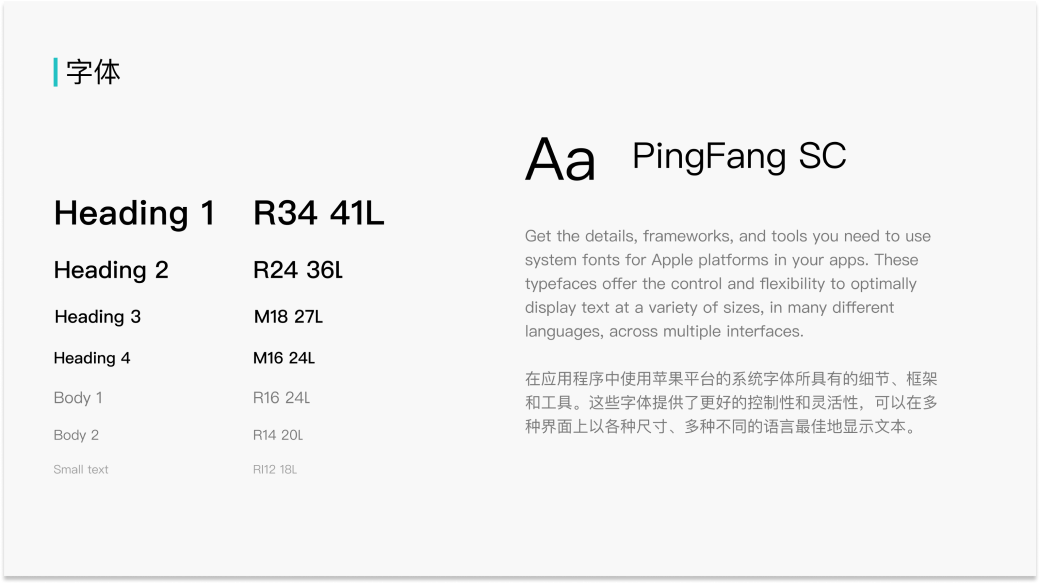 字体
Aa PingFang SC
Heading 1 R34 41L
Heading 2 R24 36L
Heading 3 M18 27L
Heading 4 M16 24L
Body 1 R16 24L
Body 2 R14 20L
Small text Rl12 18L
Get the details, frameworks, and tools you need to use
system fonts for Apple platforms in your apps. These
typefaces offer the control and flexibility to optimally
display text at a variety of sizes, in many different
languages, across multiple interfaces.
在应用程序中使用苹果平台的系统字体所具有的细节、框架
和工具。这些字体提供了更好的控制性和灵活性，可以在多
种界面上以各种尺寸、多种不同的语言最佳地显示文本。